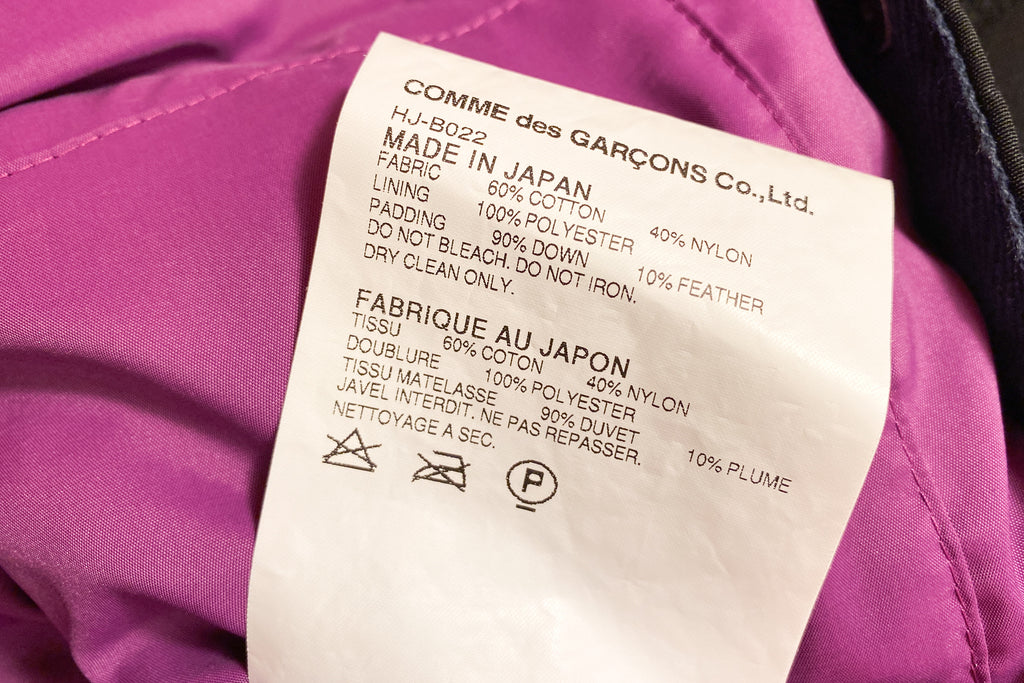 COMME des GARÇONS Co.,Ltd.
HJ-B022
MADE IN JAPAN
FABRIC 60% COTTON 40% NYLON
LINING 100% POLYESTER
PADDING 90% DOWN 10% FEATHER
DO NOT BLEACH. DO NOT IRON.
DRY CLEAN ONLY.
FABRIQUE AU JAPON
TISSU 60% COTON 40% NYLON
DOUBLURE 100% POLYESTER
TISSU MATELASSE 90% DUVET 10% PLUME
JAVEL INTERDIT. NE PAS REPASSER.
NETTOYAGE A SEC.
P